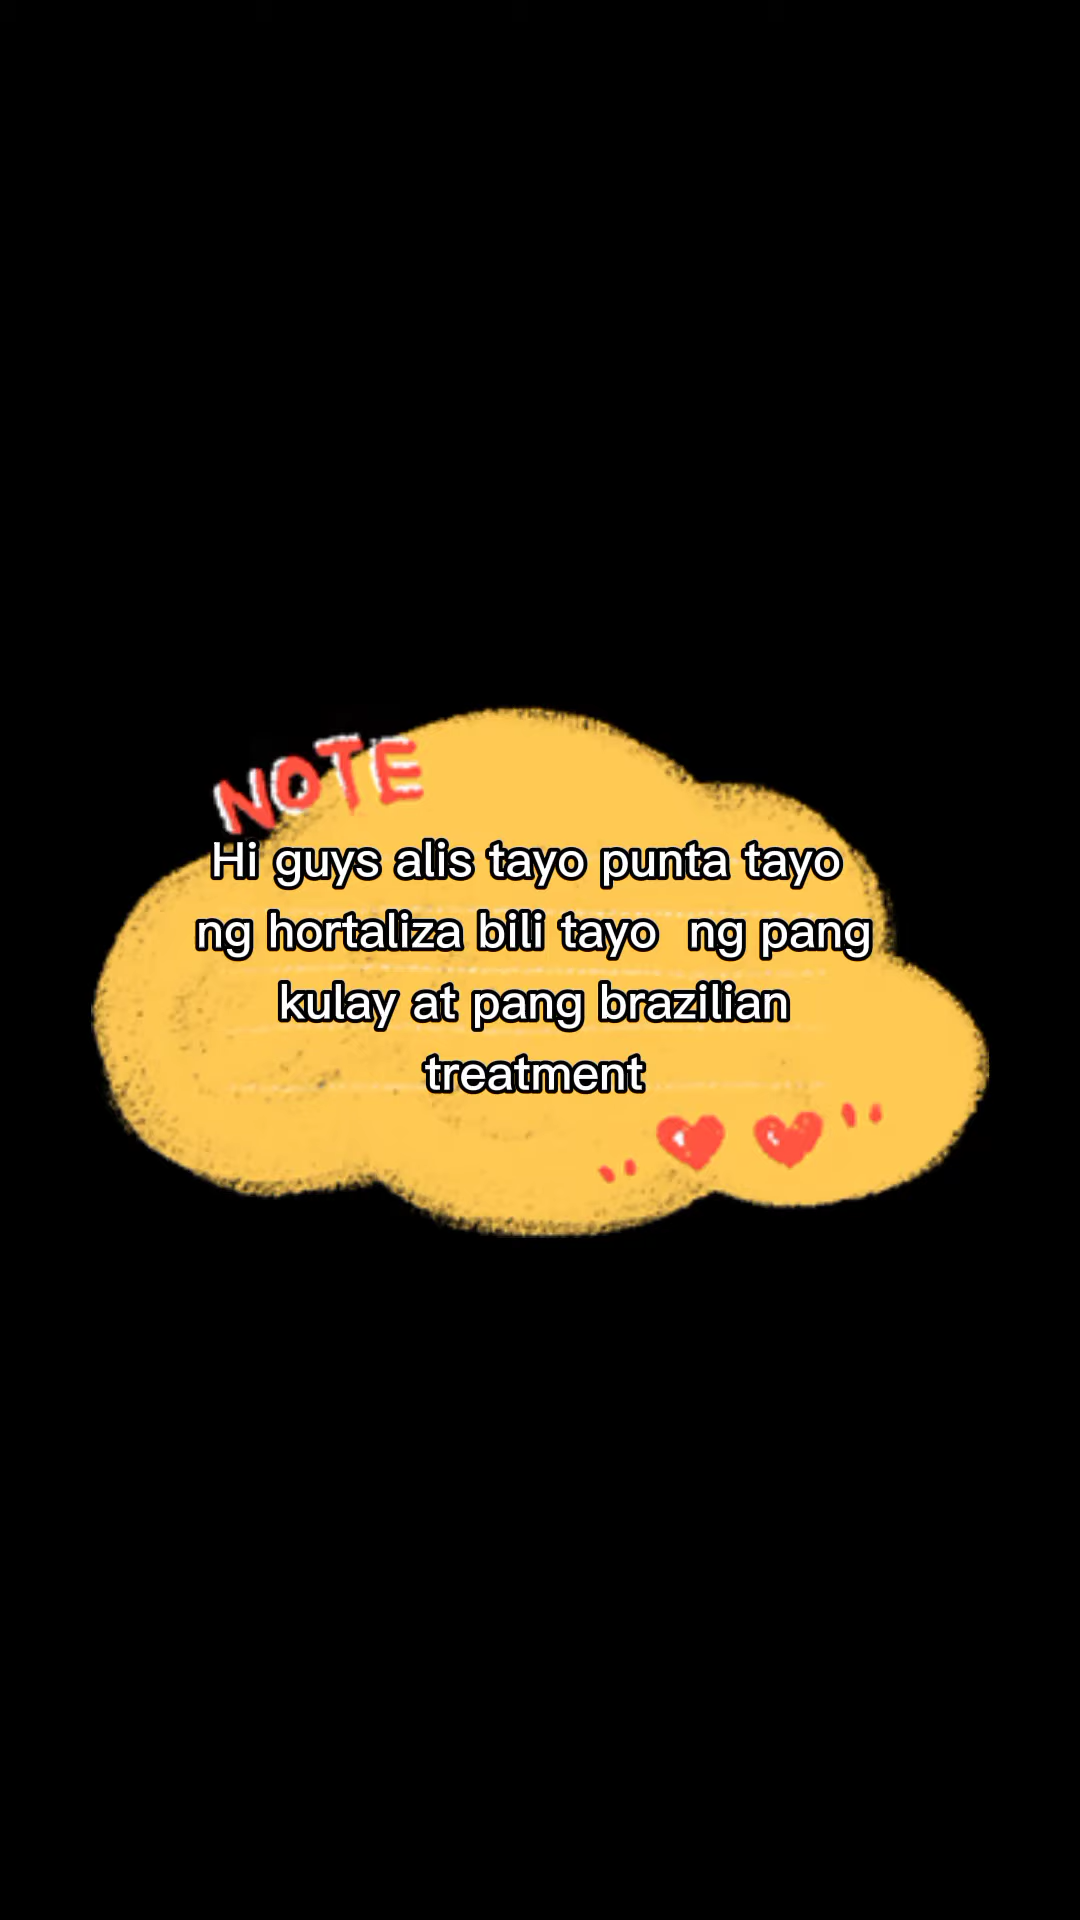 NOTE
Hi guys alis tayo punta tayo
ng hortaliza bili tayo  ng pang
kulay at pang brazilian
treatment